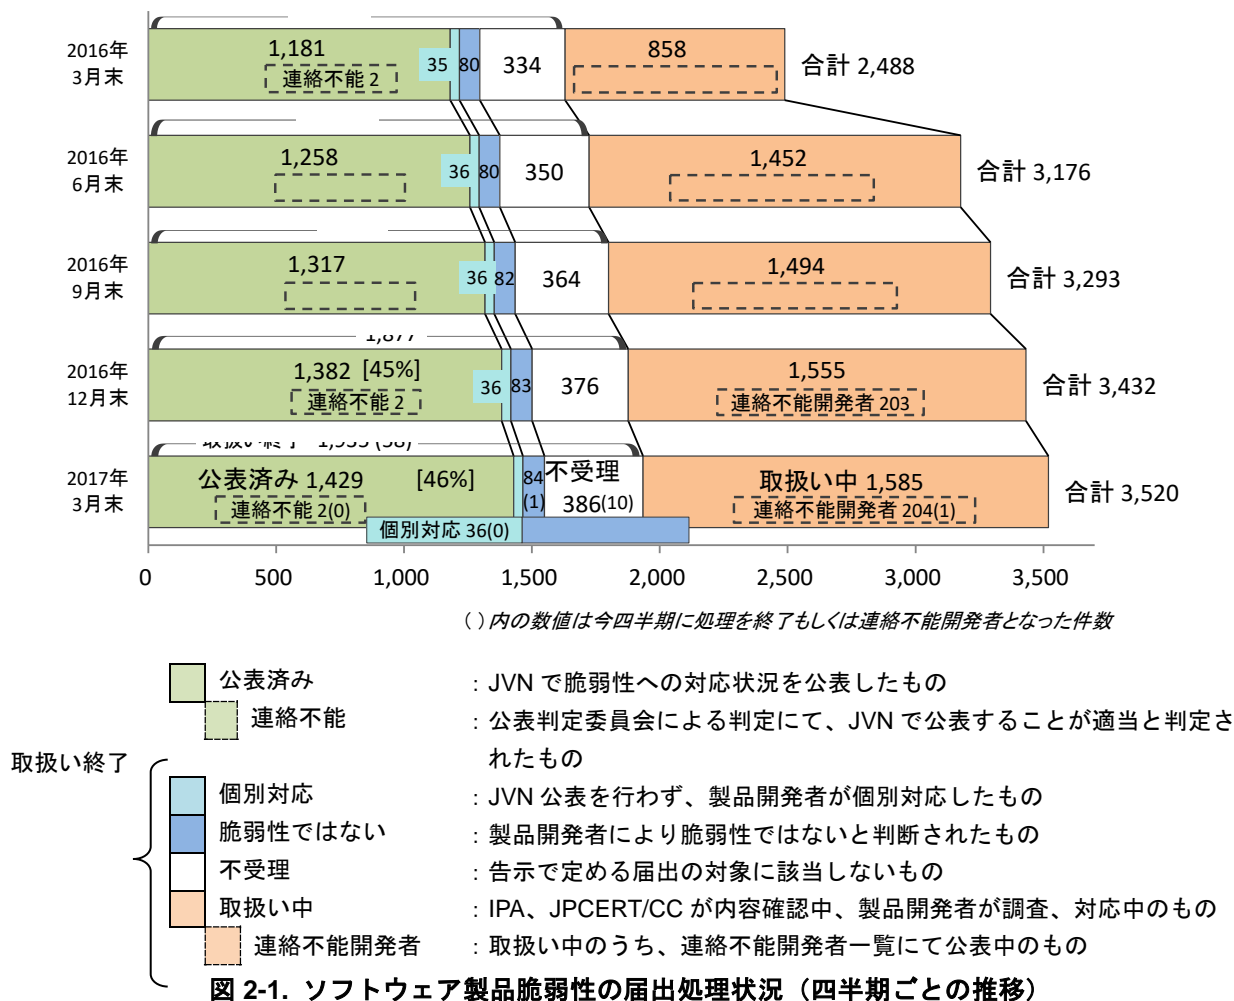 2016年
3月末
1,181
連絡不能 2
35
80
334
858
合計 2,488
2016年
6月末
1,258
36
80
350
1,452
合計 3,176
2016年
9月末
1,317
36
82
364
1,494
合計 3,293
1,877
2016年
12月末
1,382 [45%]
連絡不能 2
36
83
376
1,555
連絡不能開発者 203
合計 3,432
取扱い終了 1,935 (58)
2017年
3月末
公表済み 1,429 [46%]
連絡不能 2(0)
84
(1)
不受理
386(10)
取扱い中 1,585
連絡不能開発者 204(1)
合計 3,520
個別対応 36(0)
0 500 1,000 1,500 2,000 2,500 3,000 3,500
( ) 内の数値は今四半期に処理を終了もしくは連絡不能開発者となった件数
公表済み : JVN で脆弱性への対応状況を公表したもの
連絡不能 : 公表判定委員会による判定にて、JVN で公表することが適当と判定さ
れたもの
取扱い終了
個別対応 : JVN 公表を行わず、製品開発者が個別対応したもの
脆弱性ではない : 製品開発者により脆弱性ではないと判断されたもの
不受理 : 告示で定める届出の対象に該当しないもの
取扱い中 : IPA、JPCERT/CC が内容確認中、製品開発者が調査、対応中のもの
連絡不能開発者 : 取扱い中のうち、連絡不能開発者一覧にて公表中のもの
図 2-1. ソフトウェア製品脆弱性の届出処理状況（四半期ごとの推移）